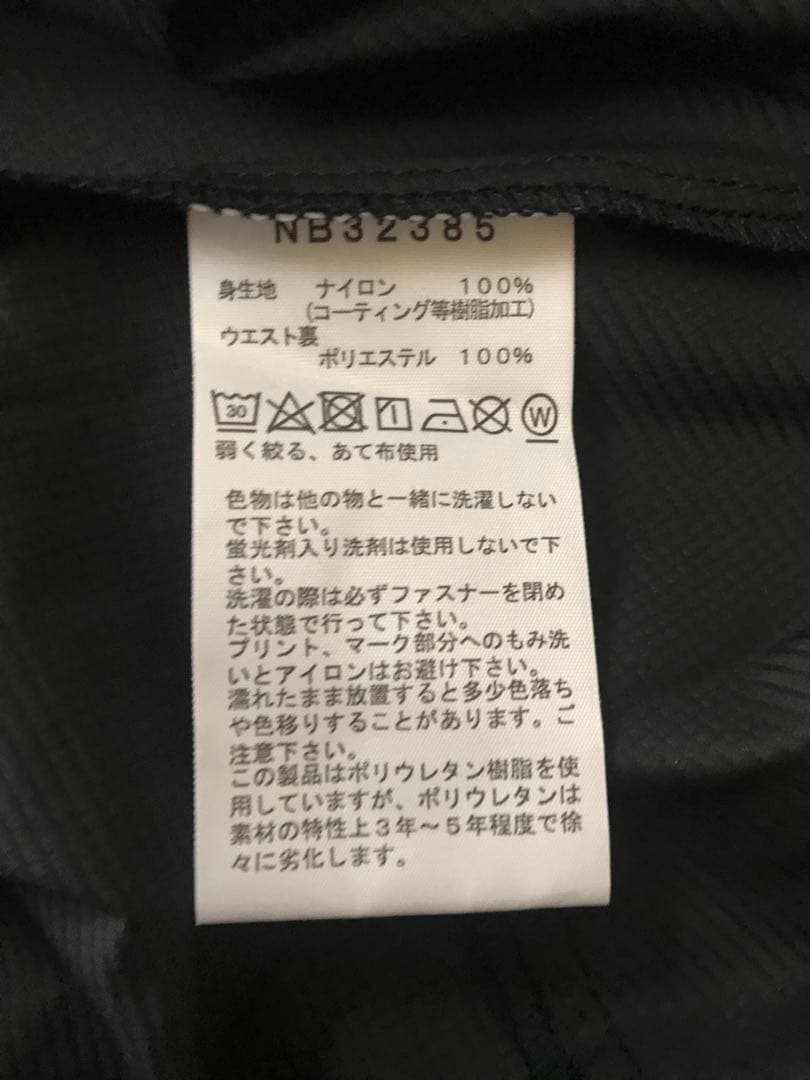 NB32385
身生地 ナイロン 100%
(コーティング等樹脂加工)
ウエスト裏
ポリエステル 100%
30 W
弱く絞る、あて布使用
色物は他の物と一緒に洗濯しない
で下さい。
蛍光剤入り洗剤は使用しないで下
さい。
洗濯の際は必ずファスナーを閉め
た状態で行って下さい。
プリント、マーク部分へのもみ洗
いとアイロンはお避け下さい。
濡れたまま放置すると多少色落ち
や色移りすることがあります。ご
注意下さい。
この製品はポリウレタン樹脂を使
用していますが、ポリウレタンは
素材の特性上3年～5年程度で徐
々に劣化します。